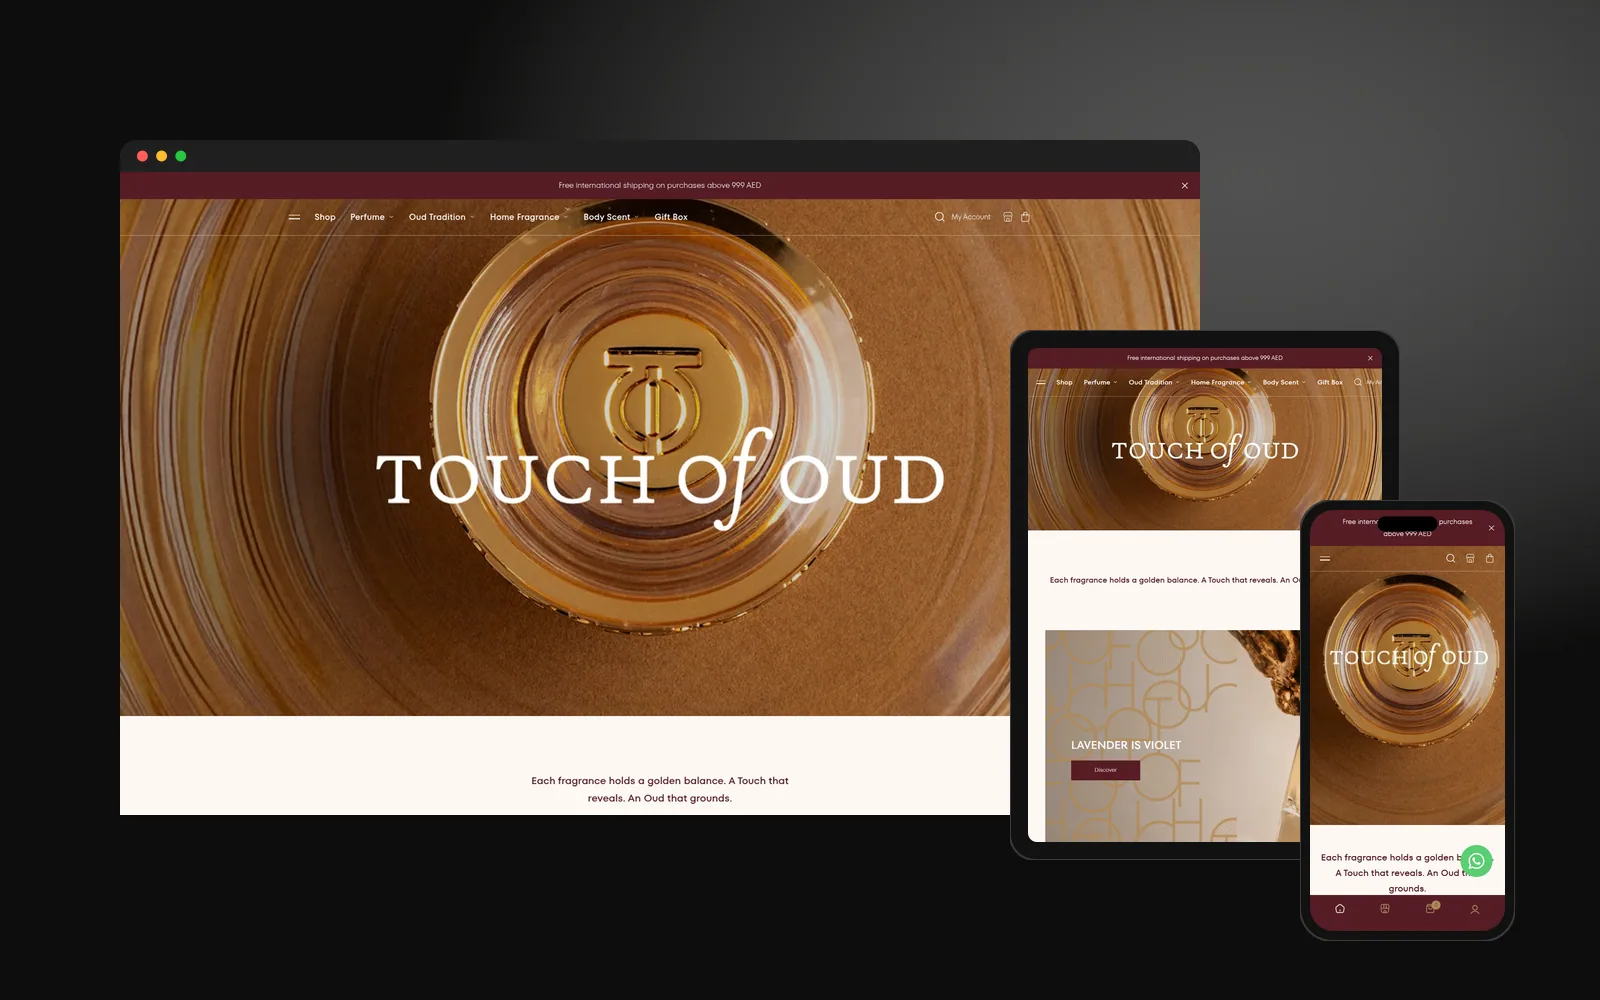 Free international shipping on purchases above 999 AED
Shop Perfume Oud Tradition Home Fragrance Body Scent Gift Box My Account
TOUCH Of OUD
Each fragrance holds a golden balance. A Touch that
reveals. An Oud that grounds.
Free international shipping on purchases above 999 AED
Shop Perfume Oud Tradition Home Fragrance Body Scent Gift Box
TOUCH Of OUD
Each fragrance holds a golden balance. A Touch that reveals. An
LAVENDER IS VIOLET
Discover
Free purchases
above 999 AED
TOUCH Of OUD
Each fragrance holds a golden
A Touch that reveals. An Oud
grounds.